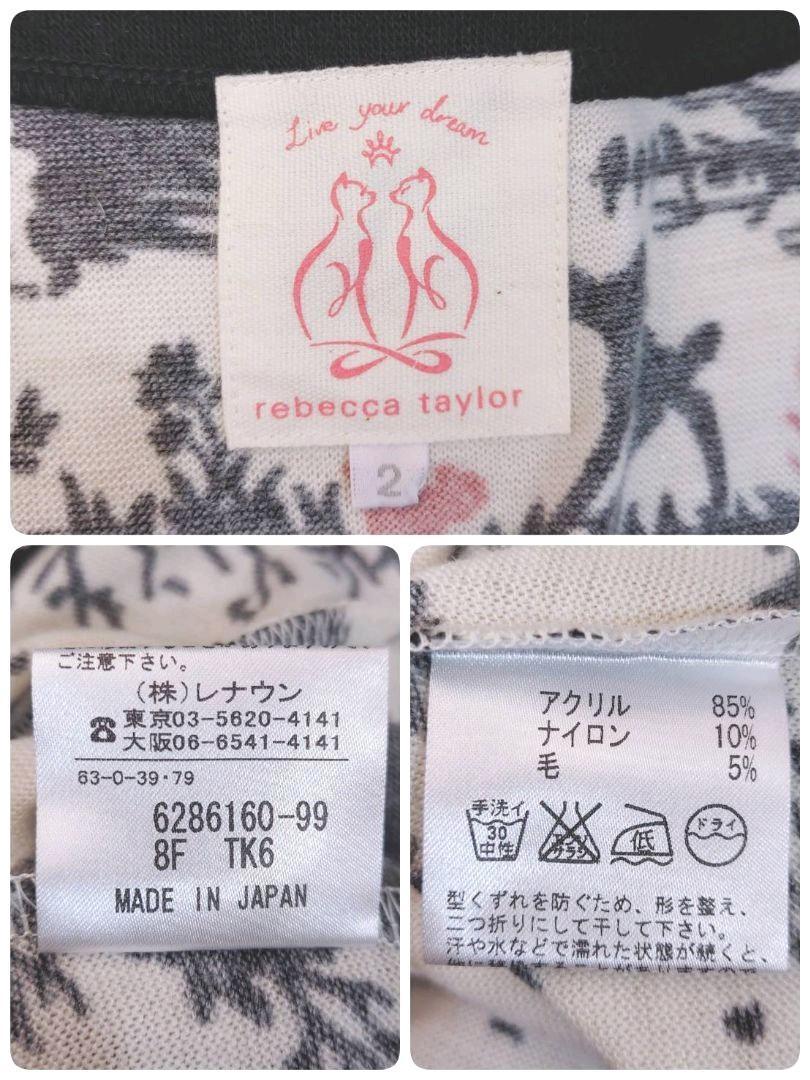 Live your dream
rebecca taylor
2
ご注意下さい。
(株)レナウン
☎東京03-5620-4141
大阪06-6541-4141
63-0-39・79
6286160-99
8F TK6
MADE IN JAPAN
アクリル 85%
ナイロン 10%
毛 5%
手洗イ
30
中性
エンソ
サラシ
低
ドライ
型くずれを防ぐため、形を整え、
二つ折りにして干して下さい。
汗や水などで濡れた状態が続くと、